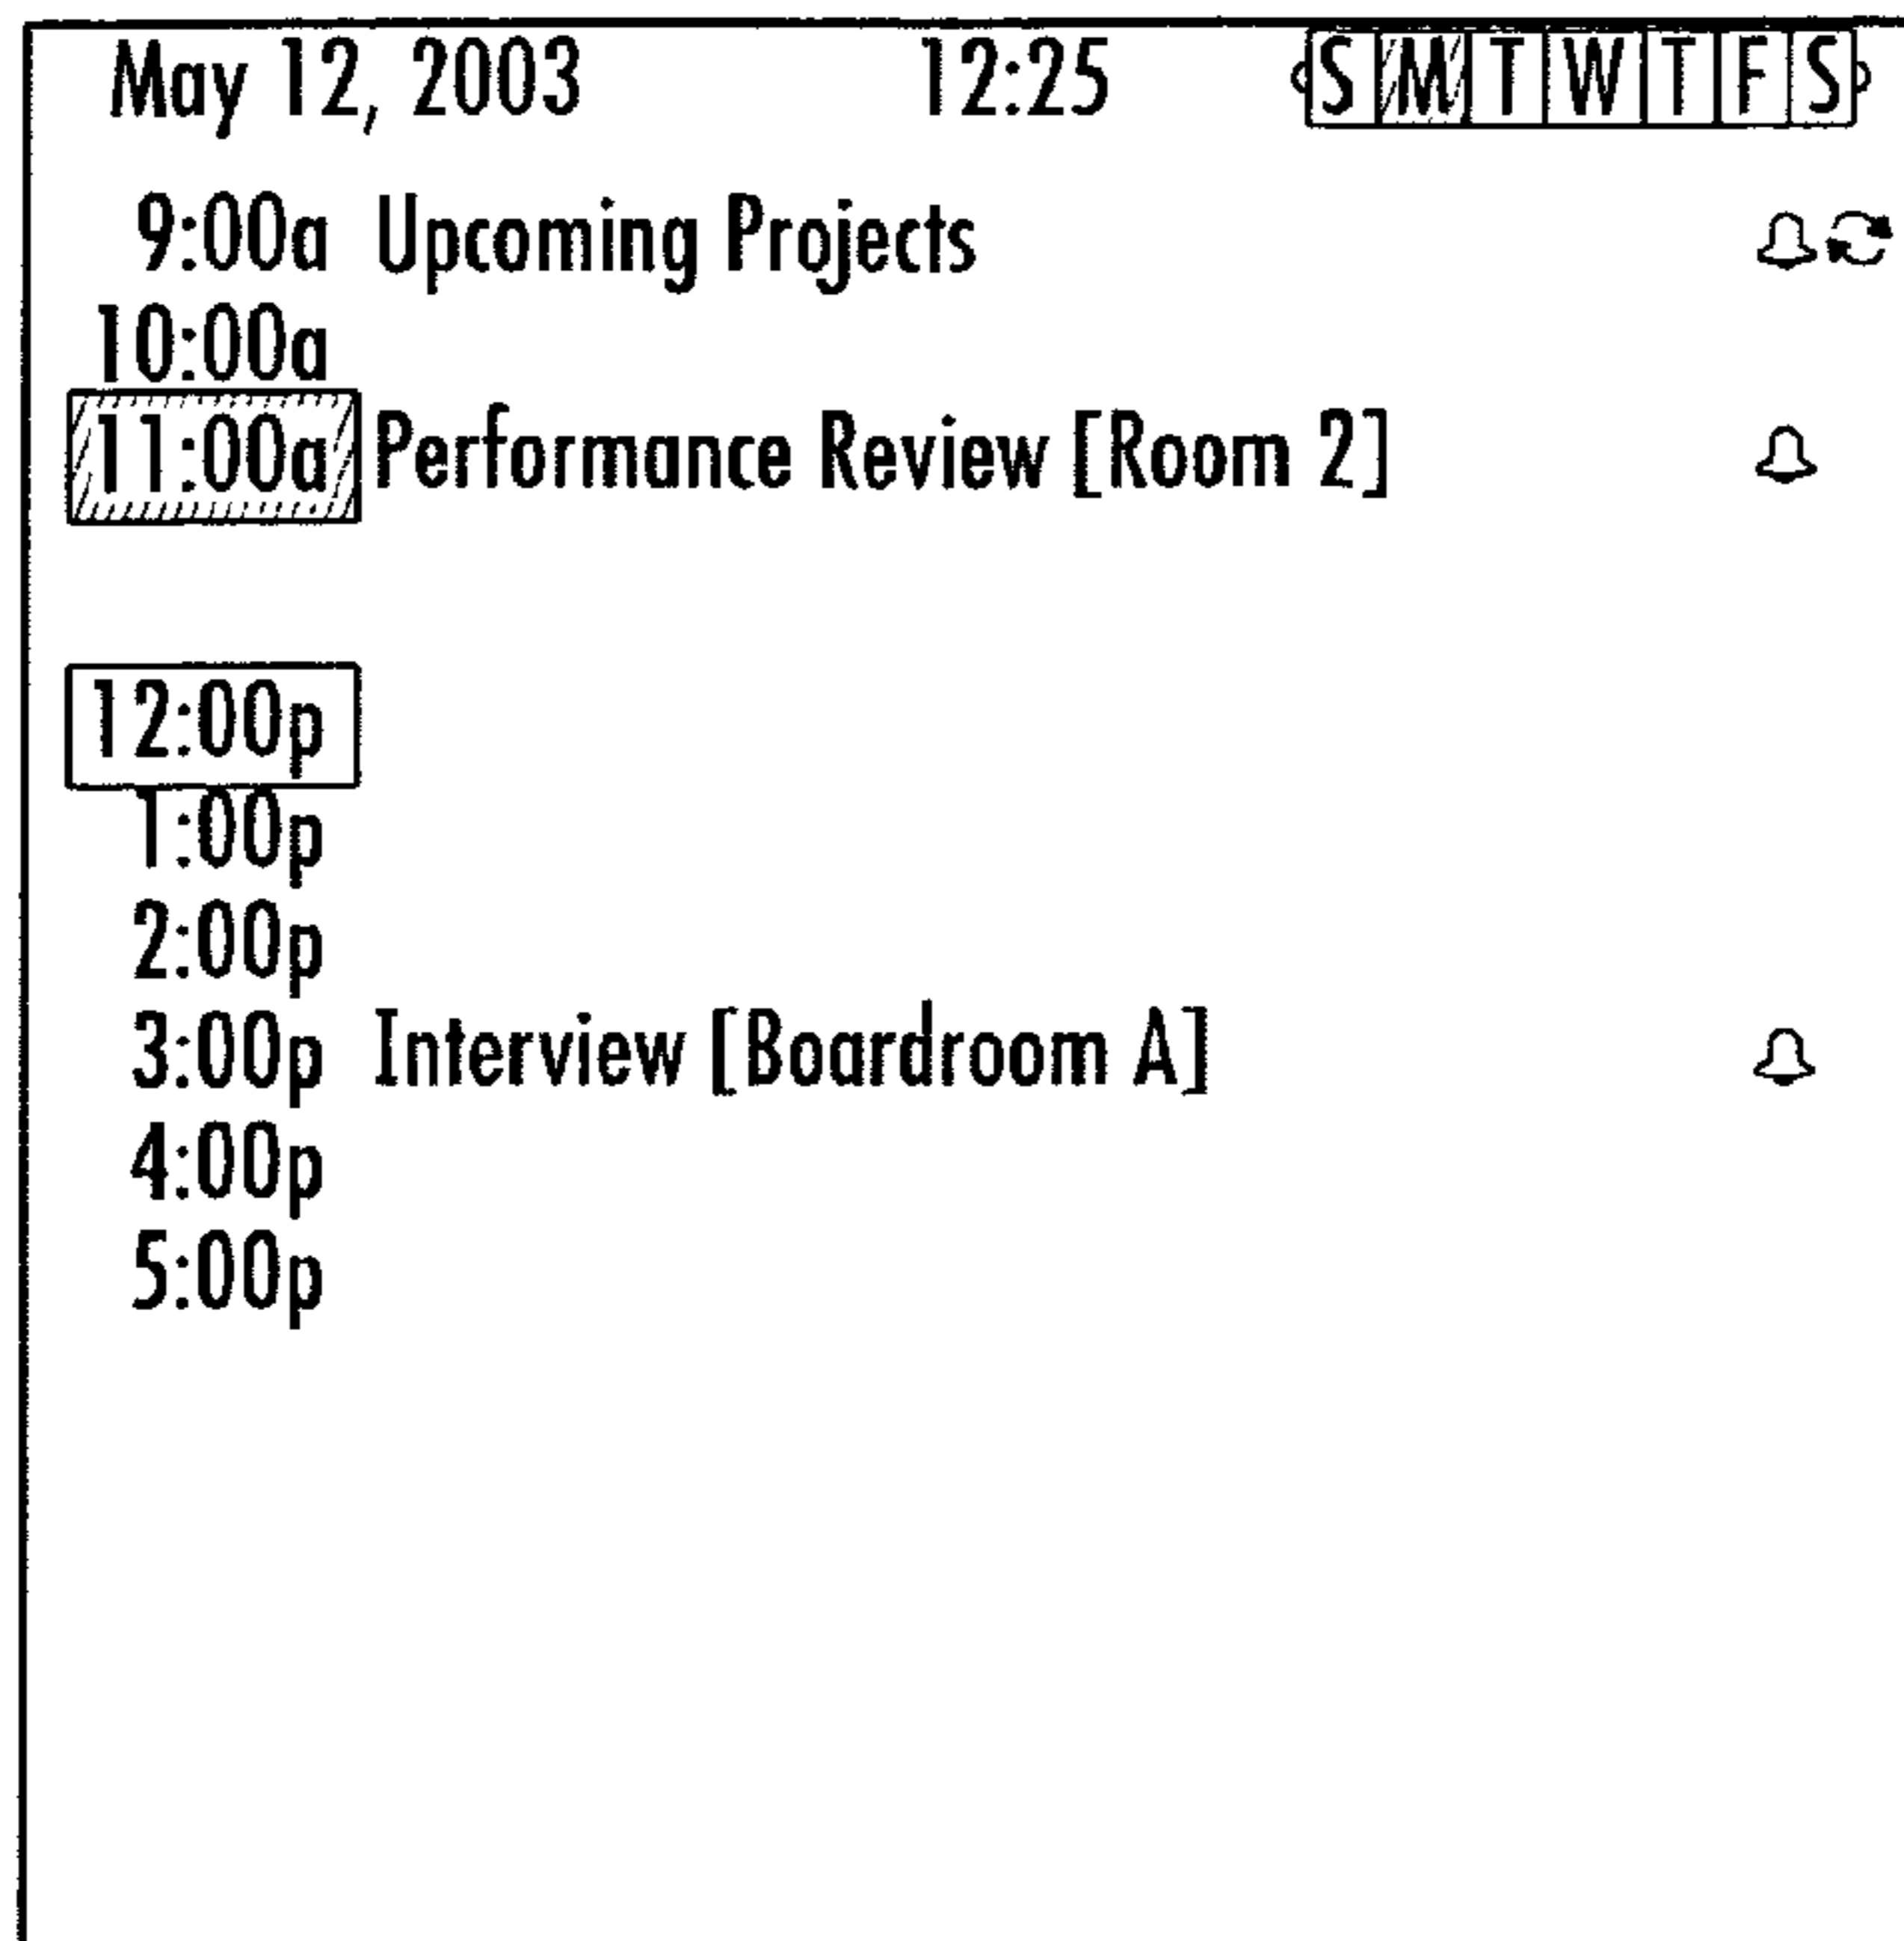 May 12, 2003 12:25 S M T W T F S
9:00a Upcoming Projects
10:00a
11:00a Performance Review [Room 2]
12:00p
1:00p
2:00p
3:00p Interview [Boardroom A]
4:00p
5:00p